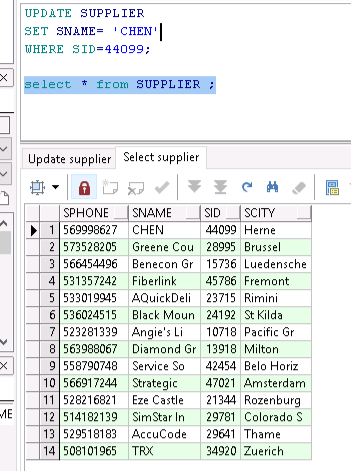 UPDATE SUPPLIER
SET SNAME= 'CHEN'
WHERE SID=44099;
select * from SUPPLIER ;
Update supplier Select supplier
SPHONE SNAME SID SCITY
1 569998627 CHEN 44099 Herne
2 573528205 Greene Cou 28995 Brussel
3 566454496 Benecon Gr 15736 Luedensche
4 531357242 Fiberlink 45786 Fremont
5 533019945 AQuickDeli 23715 Rimini
6 536024515 Black Moun 24192 St Kilda
7 523281339 Angie's Li 10718 Pacific Gr
8 563988067 Diamond Gr 13918 Milton
9 558790748 Service So 42454 Belo Horiz
10 566917244 Strategic 47021 Amsterdam
11 528216821 Eze Castle 21344 Rozenburg
12 514182139 SimStar In 29781 Colorado S
13 529518183 AccuCode 29641 Thame
14 508101965 TRX 34920 Zuerich
ME